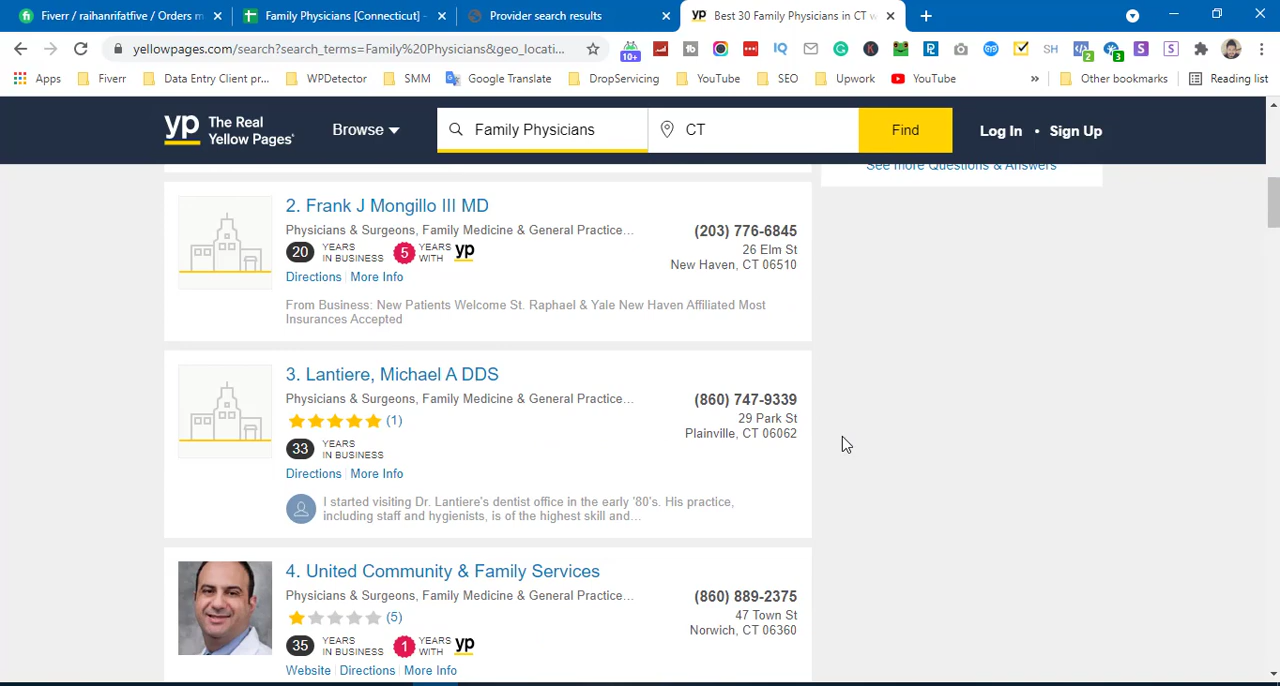 Fiverr / raihanrifatfive / Orders m
Family Physicians [Connecticut] -
Provider search results
Best 30 Family Physicians in CT w
yellowpages.com/search?search_terms=Family%20Physicians&geo_locati...
10+
IQ
SH
2
3
S
S
Apps
Fiverr
Data Entry Client pr...
WPDetector
SMM
Google Translate
DropServicing
YouTube
SEO
Upwork
YouTube
»
Other bookmarks
Reading list
yp The Real Yellow Pages
Browse
Family Physicians
CT
Find
Log In • Sign Up
See more Questions & Answers
2. Frank J Mongillo III MD
Physicians & Surgeons, Family Medicine & General Practice...
20 YEARS IN BUSINESS 5 YEARS WITH yp
Directions More Info
From Business: New Patients Welcome St. Raphael & Yale New Haven Affiliated Most
Insurances Accepted
(203) 776-6845
26 Elm St
New Haven, CT 06510
3. Lantiere, Michael A DDS
Physicians & Surgeons, Family Medicine & General Practice...
(1)
33 YEARS IN BUSINESS
Directions More Info
I started visiting Dr. Lantiere's dentist office in the early '80's. His practice,
including staff and hygienists, is of the highest skill and...
(860) 747-9339
29 Park St
Plainville, CT 06062
4. United Community & Family Services
Physicians & Surgeons, Family Medicine & General Practice...
(5)
35 YEARS IN BUSINESS 1 YEARS WITH yp
Website Directions More Info
(860) 889-2375
47 Town St
Norwich, CT 06360